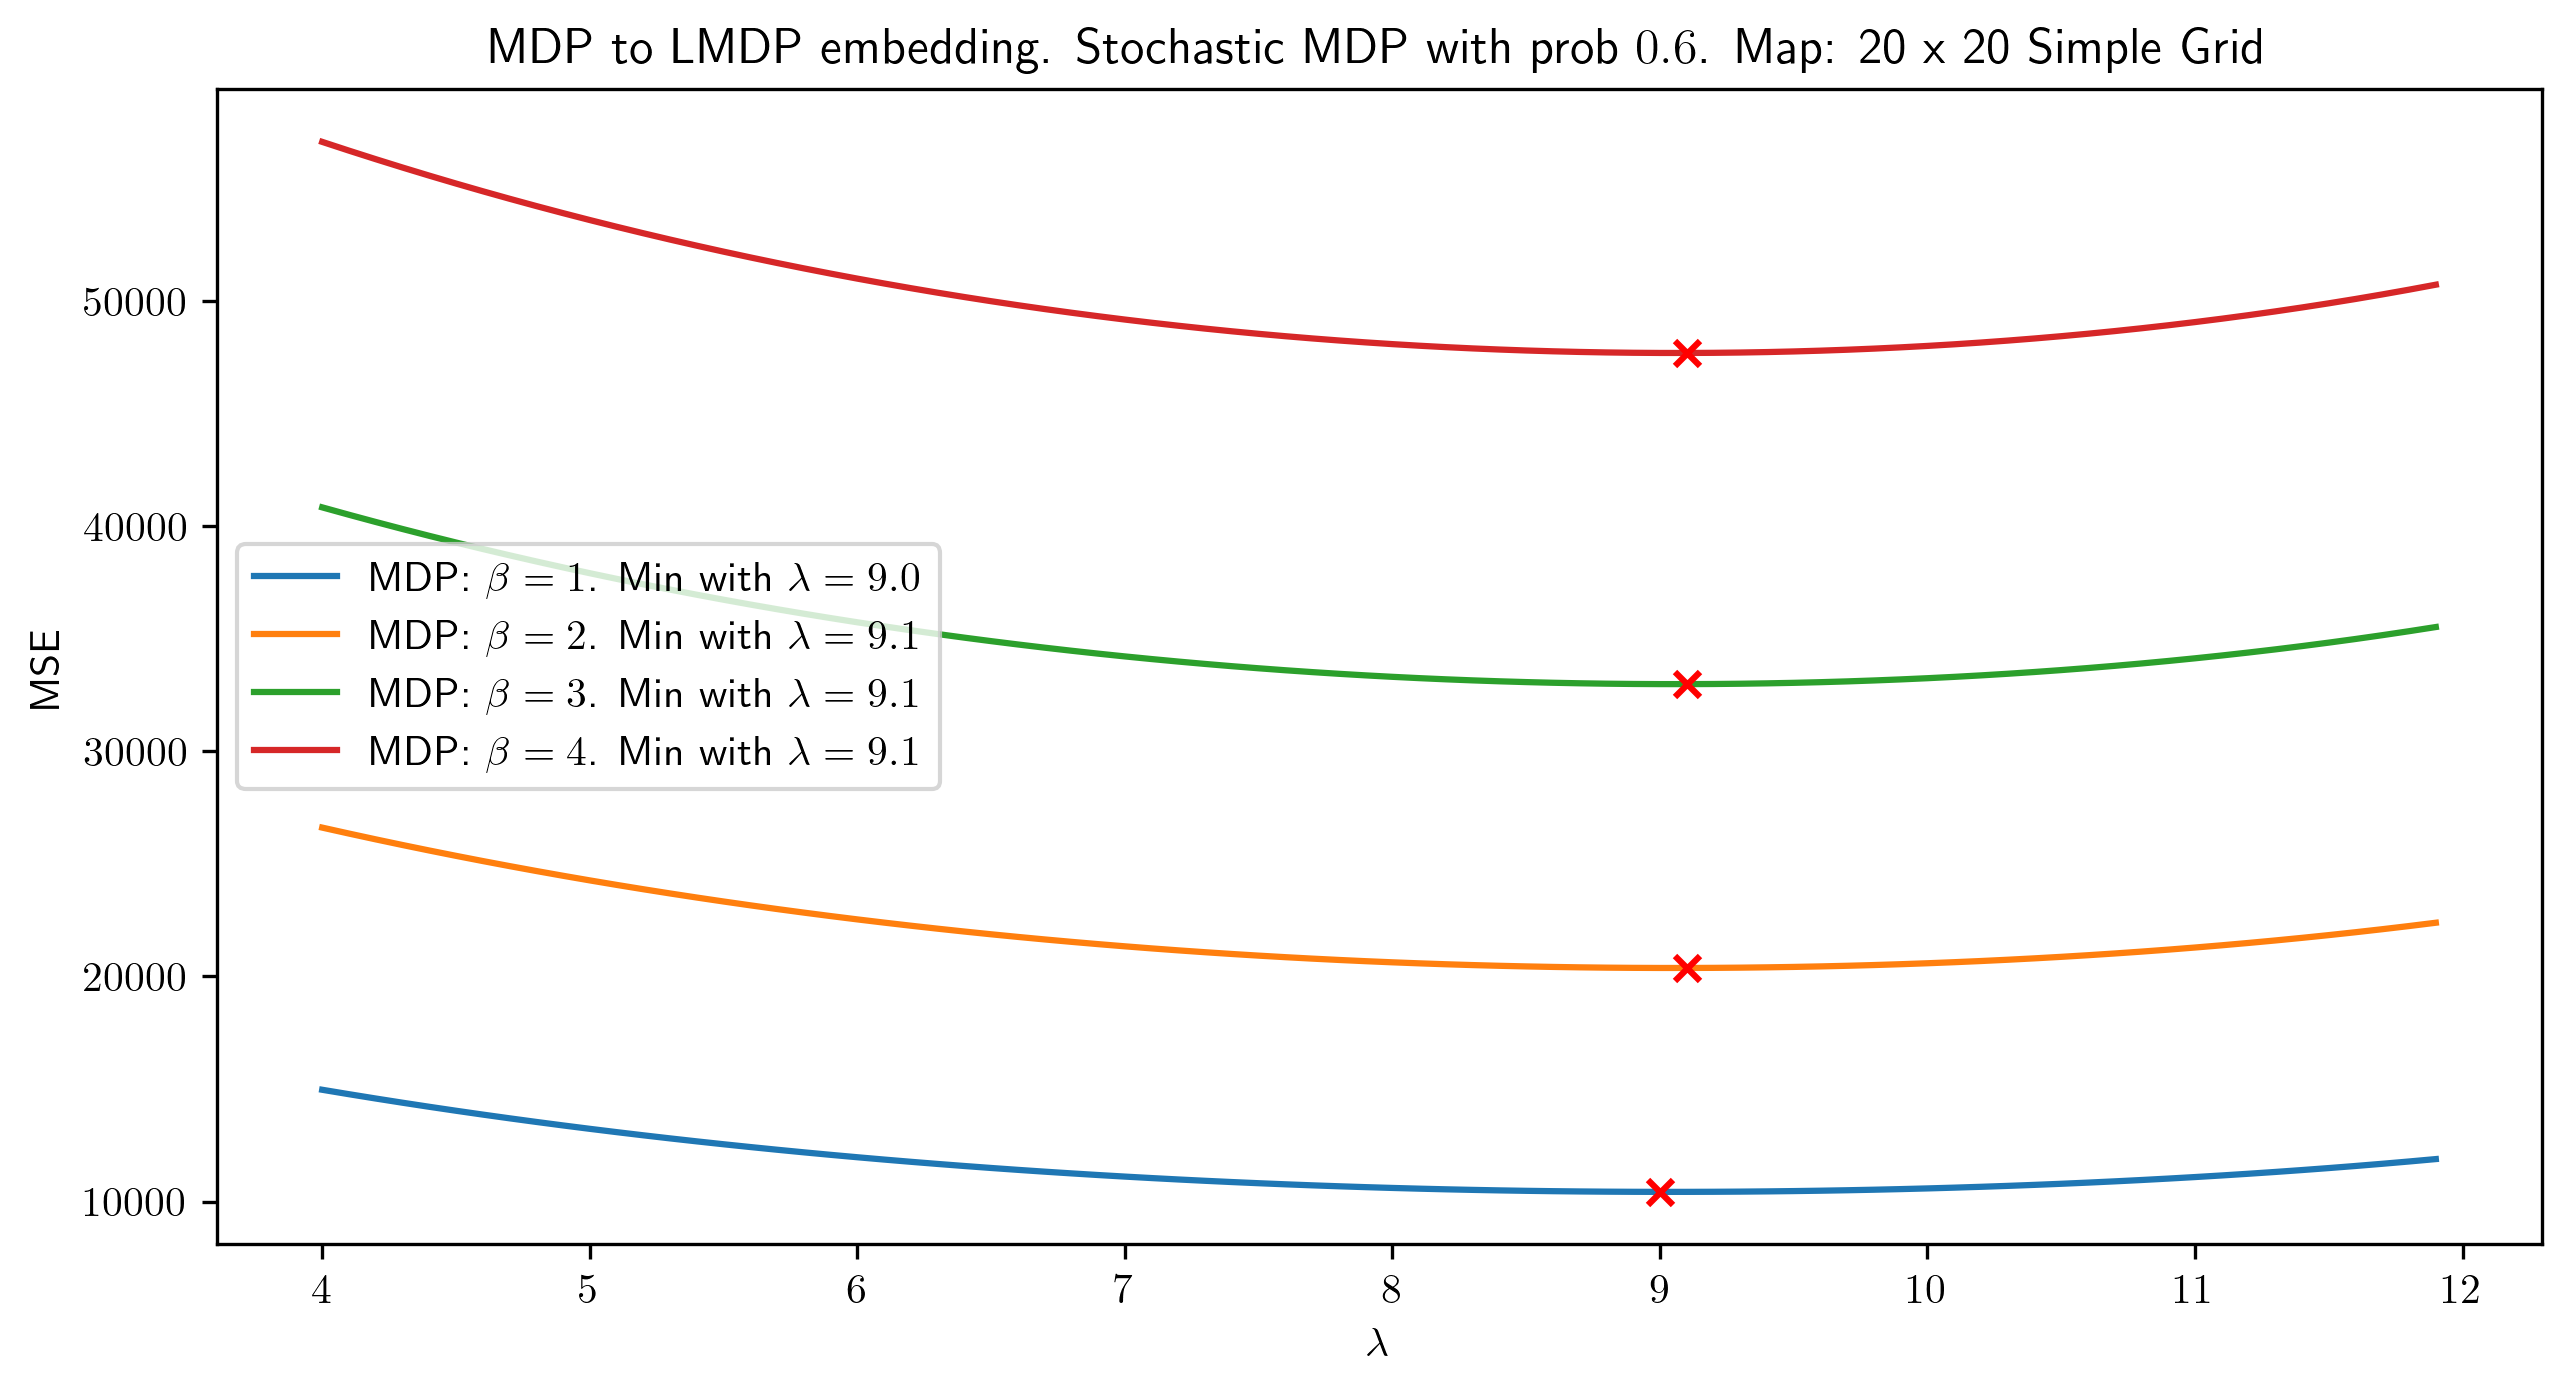 MDP to LMDP embedding. Stochastic MDP with prob 0.6. Map: 20 x 20 Simple Grid
MSE
50000
40000
30000
20000
10000
MDP: β = 1. Min with λ = 9.0
MDP: β = 2. Min with λ = 9.1
MDP: β = 3. Min with λ = 9.1
MDP: β = 4. Min with λ = 9.1
4 5 6 7 8 9 10 11 12
λ